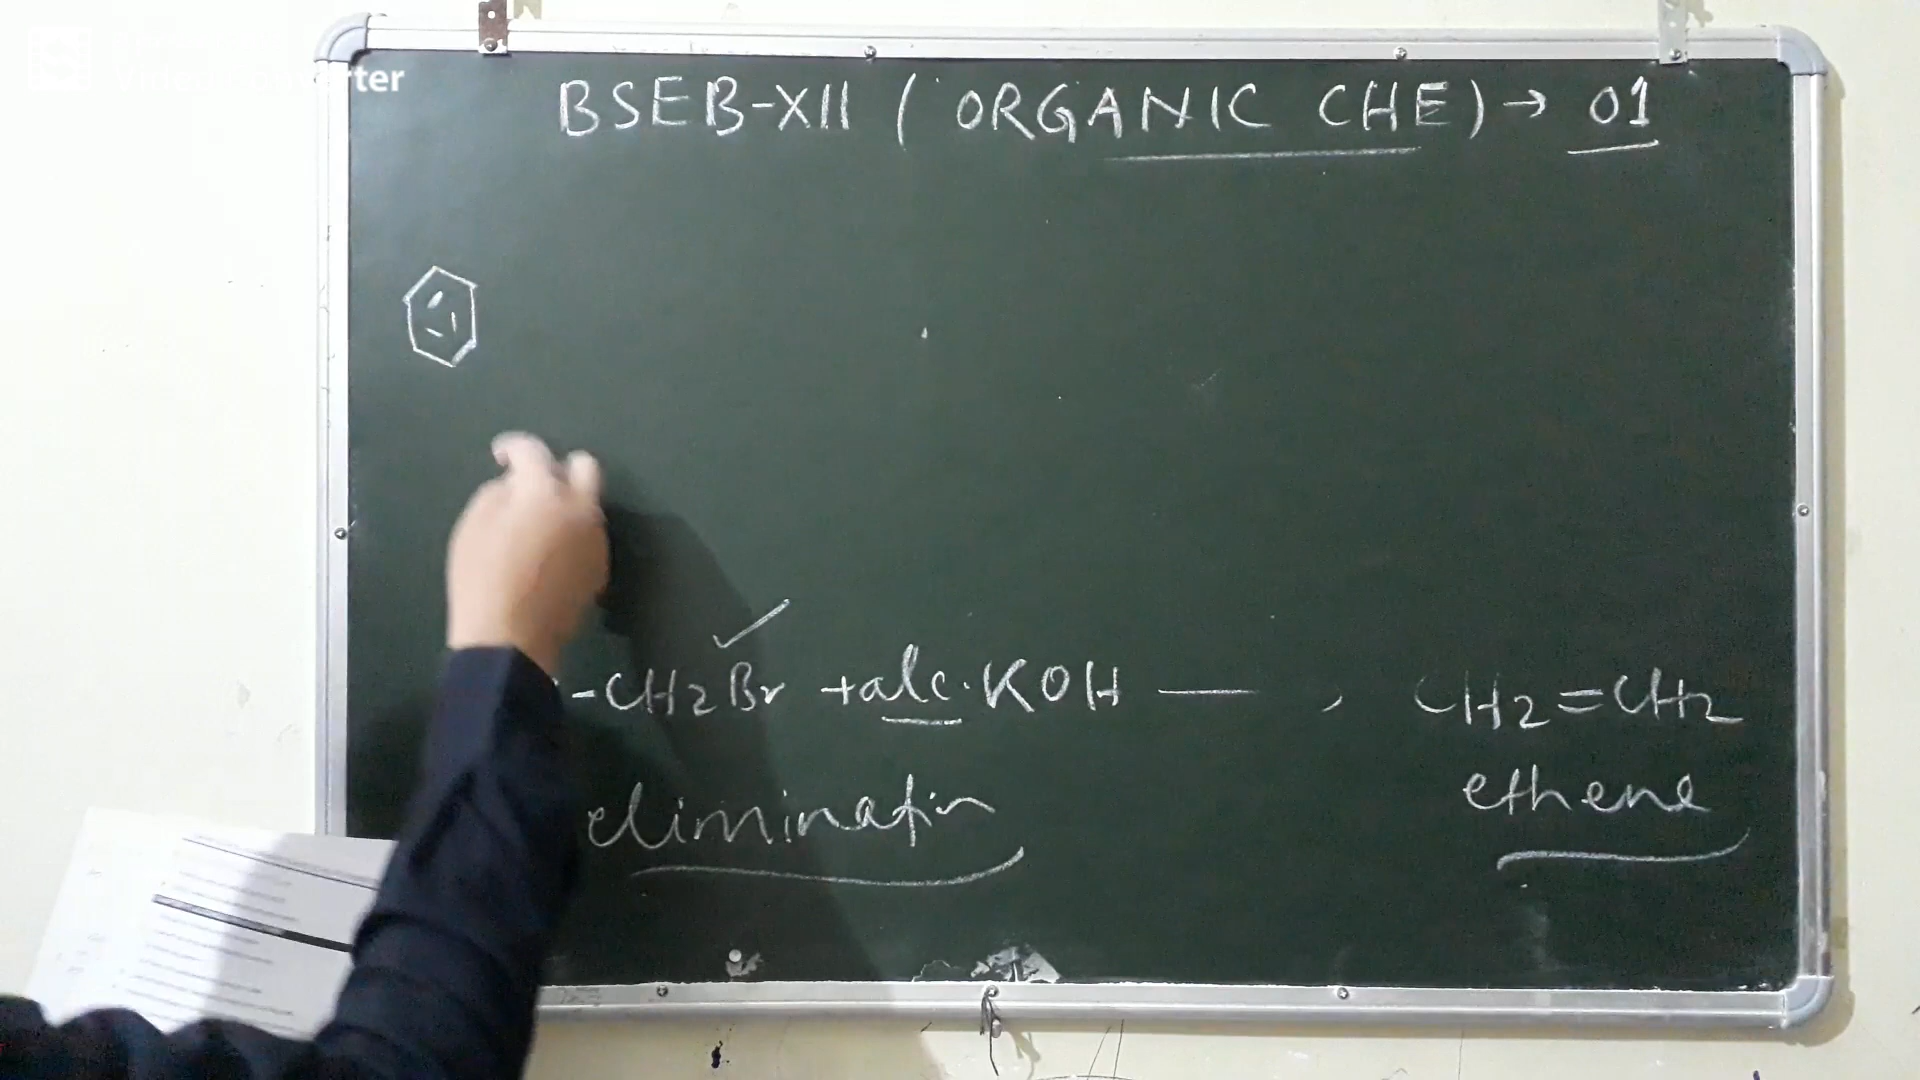 BSEB-XII ( ORGANIC CHE) → 01
-CH2Br +alc.KOH — , CH2=CH2
elimination ethene